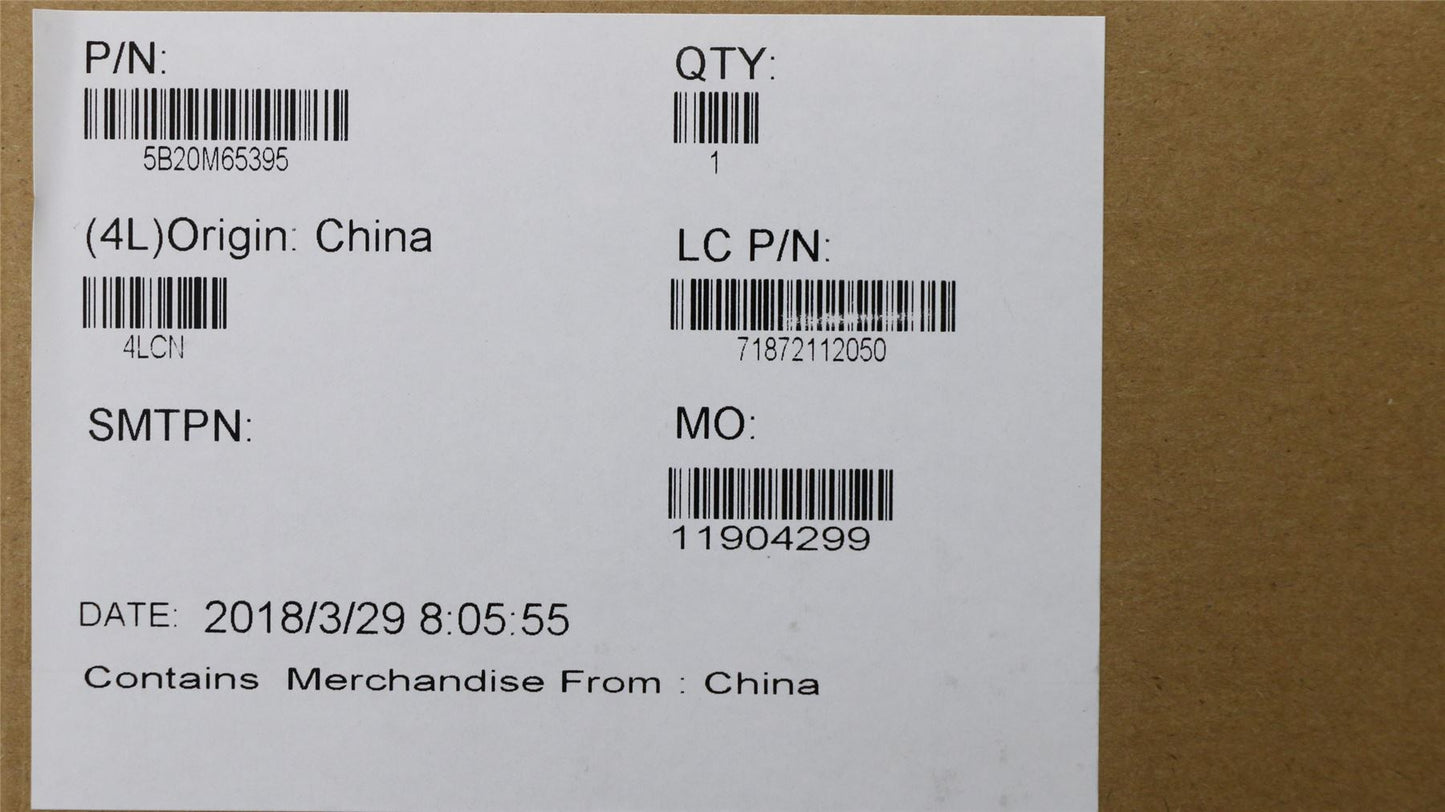 P/N:
5B20M65395
QTY:
1
(4L)Origin: China
4LCN
LC P/N:
71872112050
SMTPN:
MO:
11904299
DATE: 2018/3/29 8:05:55
Contains Merchandise From : China